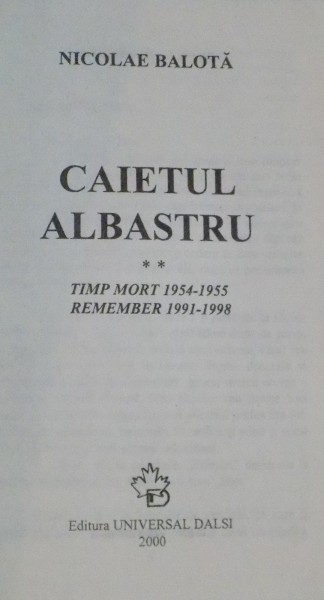 NICOLAE BALOTĂ
CAIETUL
ALBASTRU
* *
TIMP MORT 1954-1955
REMEMBER 1991-1998
Editura UNIVERSAL DALSI
2000